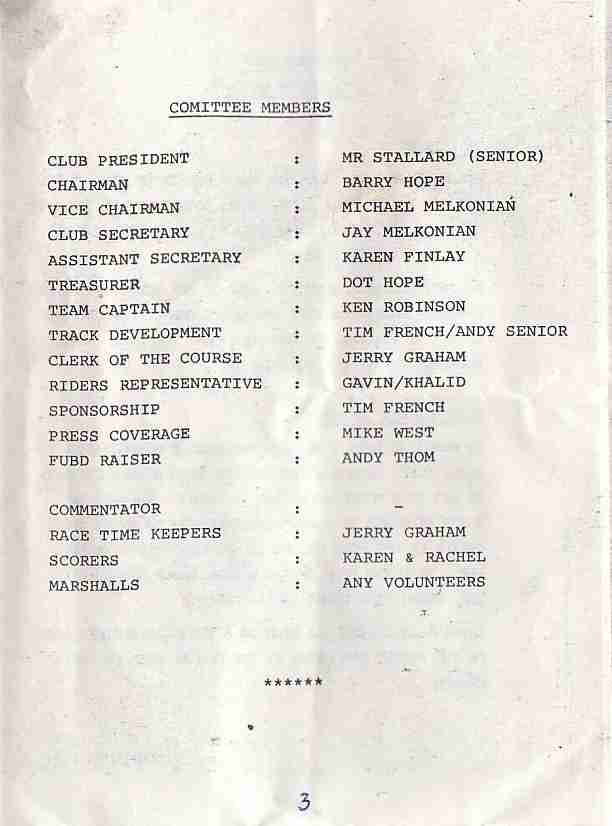 COMITTEE MEMBERS
CLUB PRESIDENT : MR STALLARD (SENIOR)
CHAIRMAN : BARRY HOPE
VICE CHAIRMAN : MICHAEL MELKONIAN
CLUB SECRETARY : JAY MELKONIAN
ASSISTANT SECRETARY : KAREN FINLAY
TREASURER : DOT HOPE
TEAM CAPTAIN : KEN ROBINSON
TRACK DEVELOPMENT : TIM FRENCH/ANDY SENIOR
CLERK OF THE COURSE : JERRY GRAHAM
RIDERS REPRESENTATIVE : GAVIN/KHALID
SPONSORSHIP : TIM FRENCH
PRESS COVERAGE : MIKE WEST
FUBD RAISER : ANDY THOM
COMMENTATOR : -
RACE TIME KEEPERS : JERRY GRAHAM
SCORERS : KAREN & RACHEL
MARSHALLS : ANY VOLUNTEERS
******
3